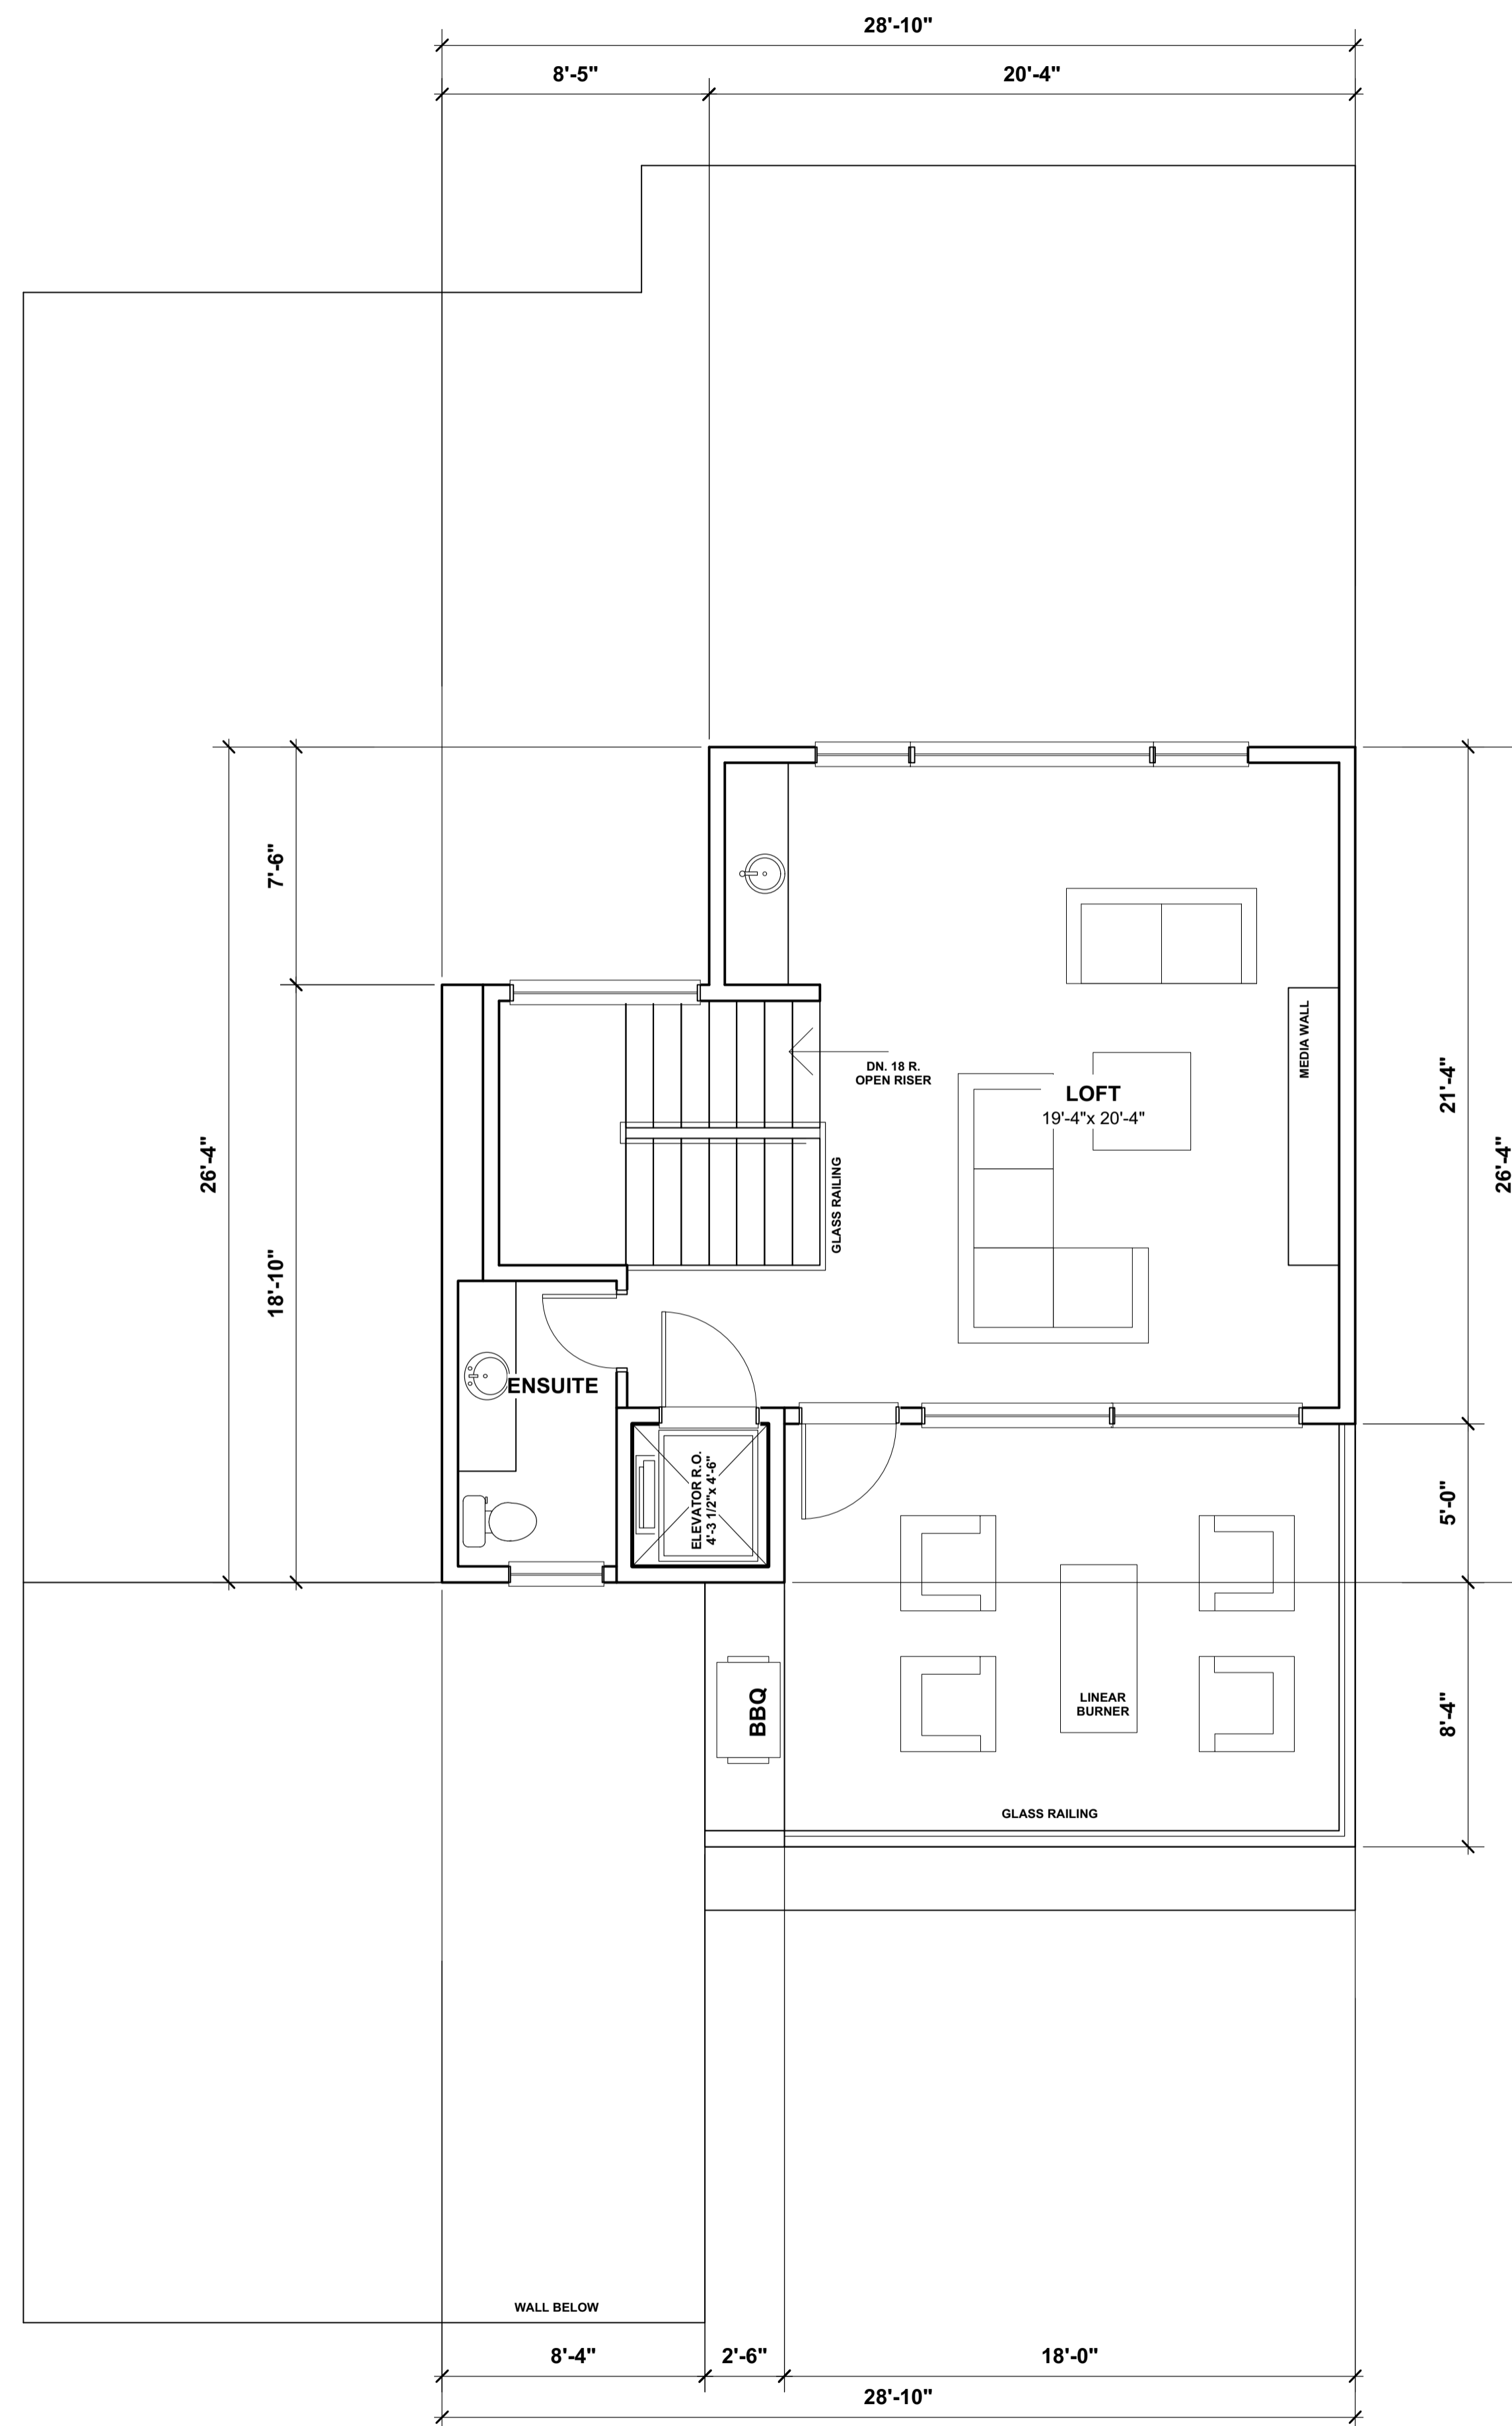 28'-10"
8'-5"
20'-4"
7'-6"
26'-4"
18'-10"
DN. 18 R.
OPEN RISER
GLASS RAILING
LOFT
19'-4"x 20'-4"
MEDIA WALL
21'-4"
26'-4"
ENSUITE
ELEVATOR R.O.
4'-3 1/2"x 4'-6"
5'-0"
BBQ
LINEAR
BURNER
8'-4"
GLASS RAILING
WALL BELOW
8'-4"
2'-6"
18'-0"
28'-10"